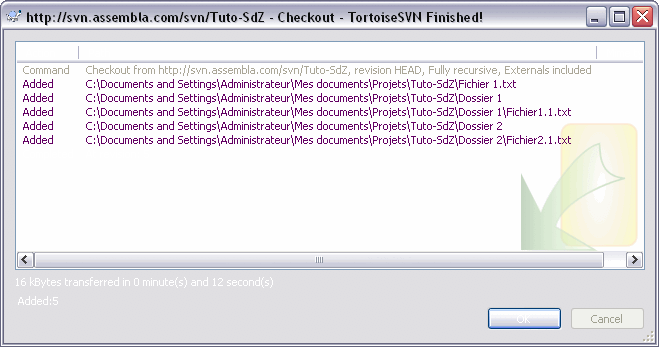 http://svn.assembla.com/svn/Tuto-SdZ - Checkout - TortoiseSVN Finished!
Command Checkout from http://svn.assembla.com/svn/Tuto-SdZ, revision HEAD, Fully recursive, Externals included
Added C:\Documents and Settings\Administrateur\Mes documents\Projets\Tuto-SdZ\Fichier 1.txt
Added C:\Documents and Settings\Administrateur\Mes documents\Projets\Tuto-SdZ\Dossier 1
Added C:\Documents and Settings\Administrateur\Mes documents\Projets\Tuto-SdZ\Dossier 1\Fichier1.1.txt
Added C:\Documents and Settings\Administrateur\Mes documents\Projets\Tuto-SdZ\Dossier 2
Added C:\Documents and Settings\Administrateur\Mes documents\Projets\Tuto-SdZ\Dossier 2\Fichier2.1.txt
16 kBytes transferred in 0 minute(s) and 12 second(s)
Added:5
OK Cancel